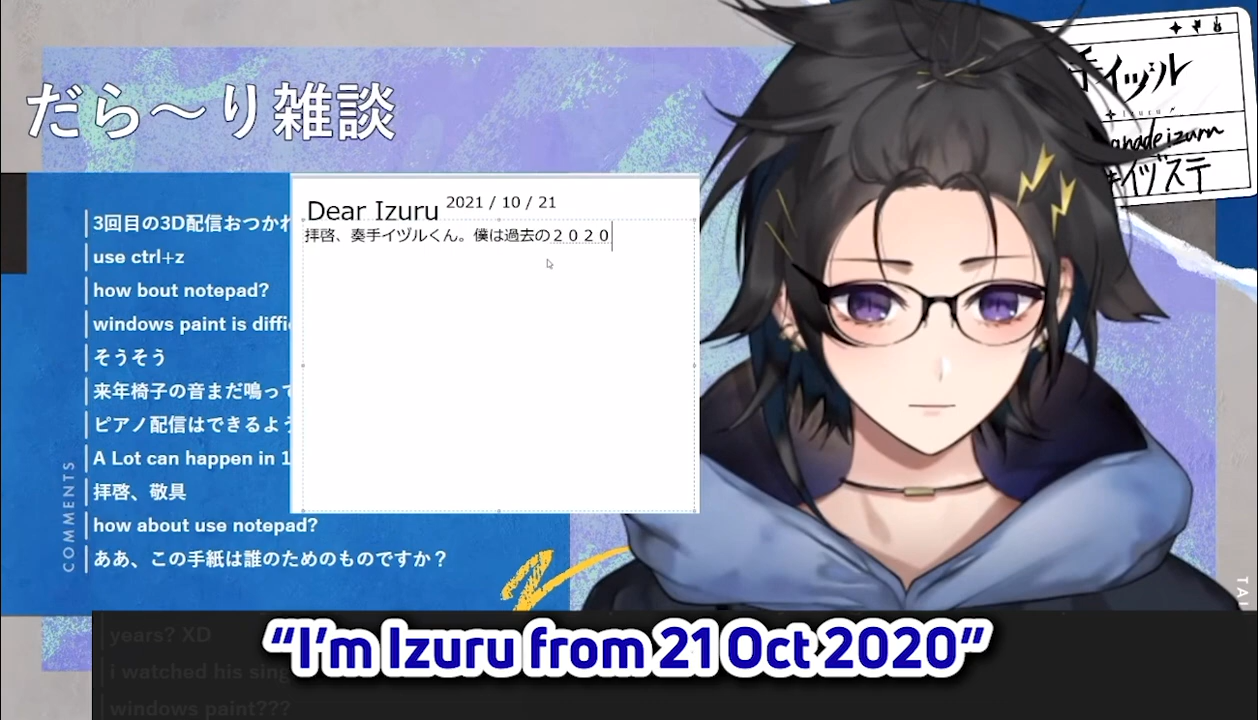 だら～り雑談
手イヅル
Izuru
anadeizuru
イヅステ
3回目の3D配信おつかれ
use ctrl+z
how bout notepad?
windows paint is diffi
そうそう
来年椅子の音まだ鳴って
ピアノ配信はできるよう
A Lot can happen in 1
拝啓、敬具
how about use notepad?
ああ、この手紙は誰のためのものですか？
COMMENTS
Dear Izuru 2021 / 10 / 21
拝啓、奏手イヅルくん。僕は過去の２０２０
TAI
years? XD
i watched his sing
windows paint???
“I’m Izuru from 21 Oct 2020”